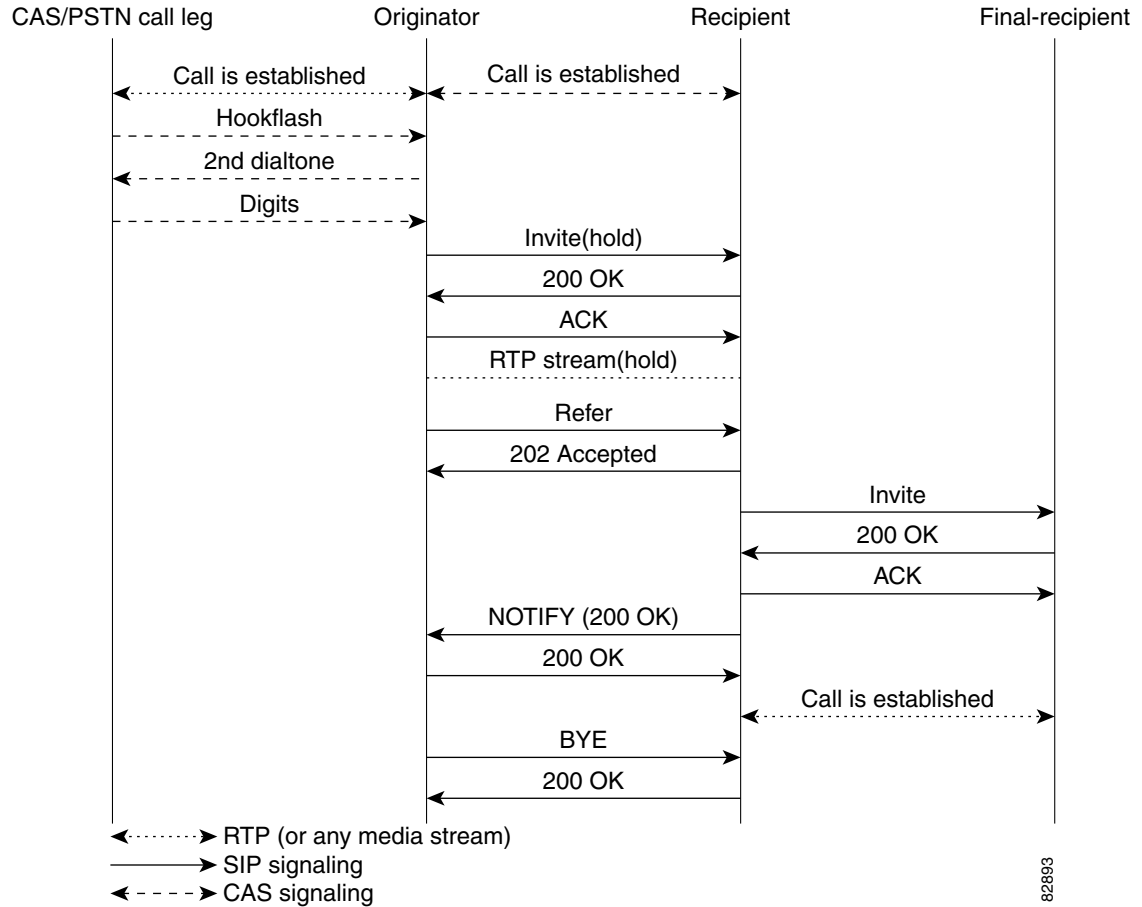 CAS/PSTN call leg
Originator
Recipient
Final-recipient
Call is established
Call is established
Hookflash
2nd dialtone
Digits
Invite(hold)
200 OK
ACK
RTP stream(hold)
Refer
202 Accepted
Invite
200 OK
ACK
NOTIFY (200 OK)
200 OK
Call is established
BYE
200 OK
RTP (or any media stream)
SIP signaling
CAS signaling
82893